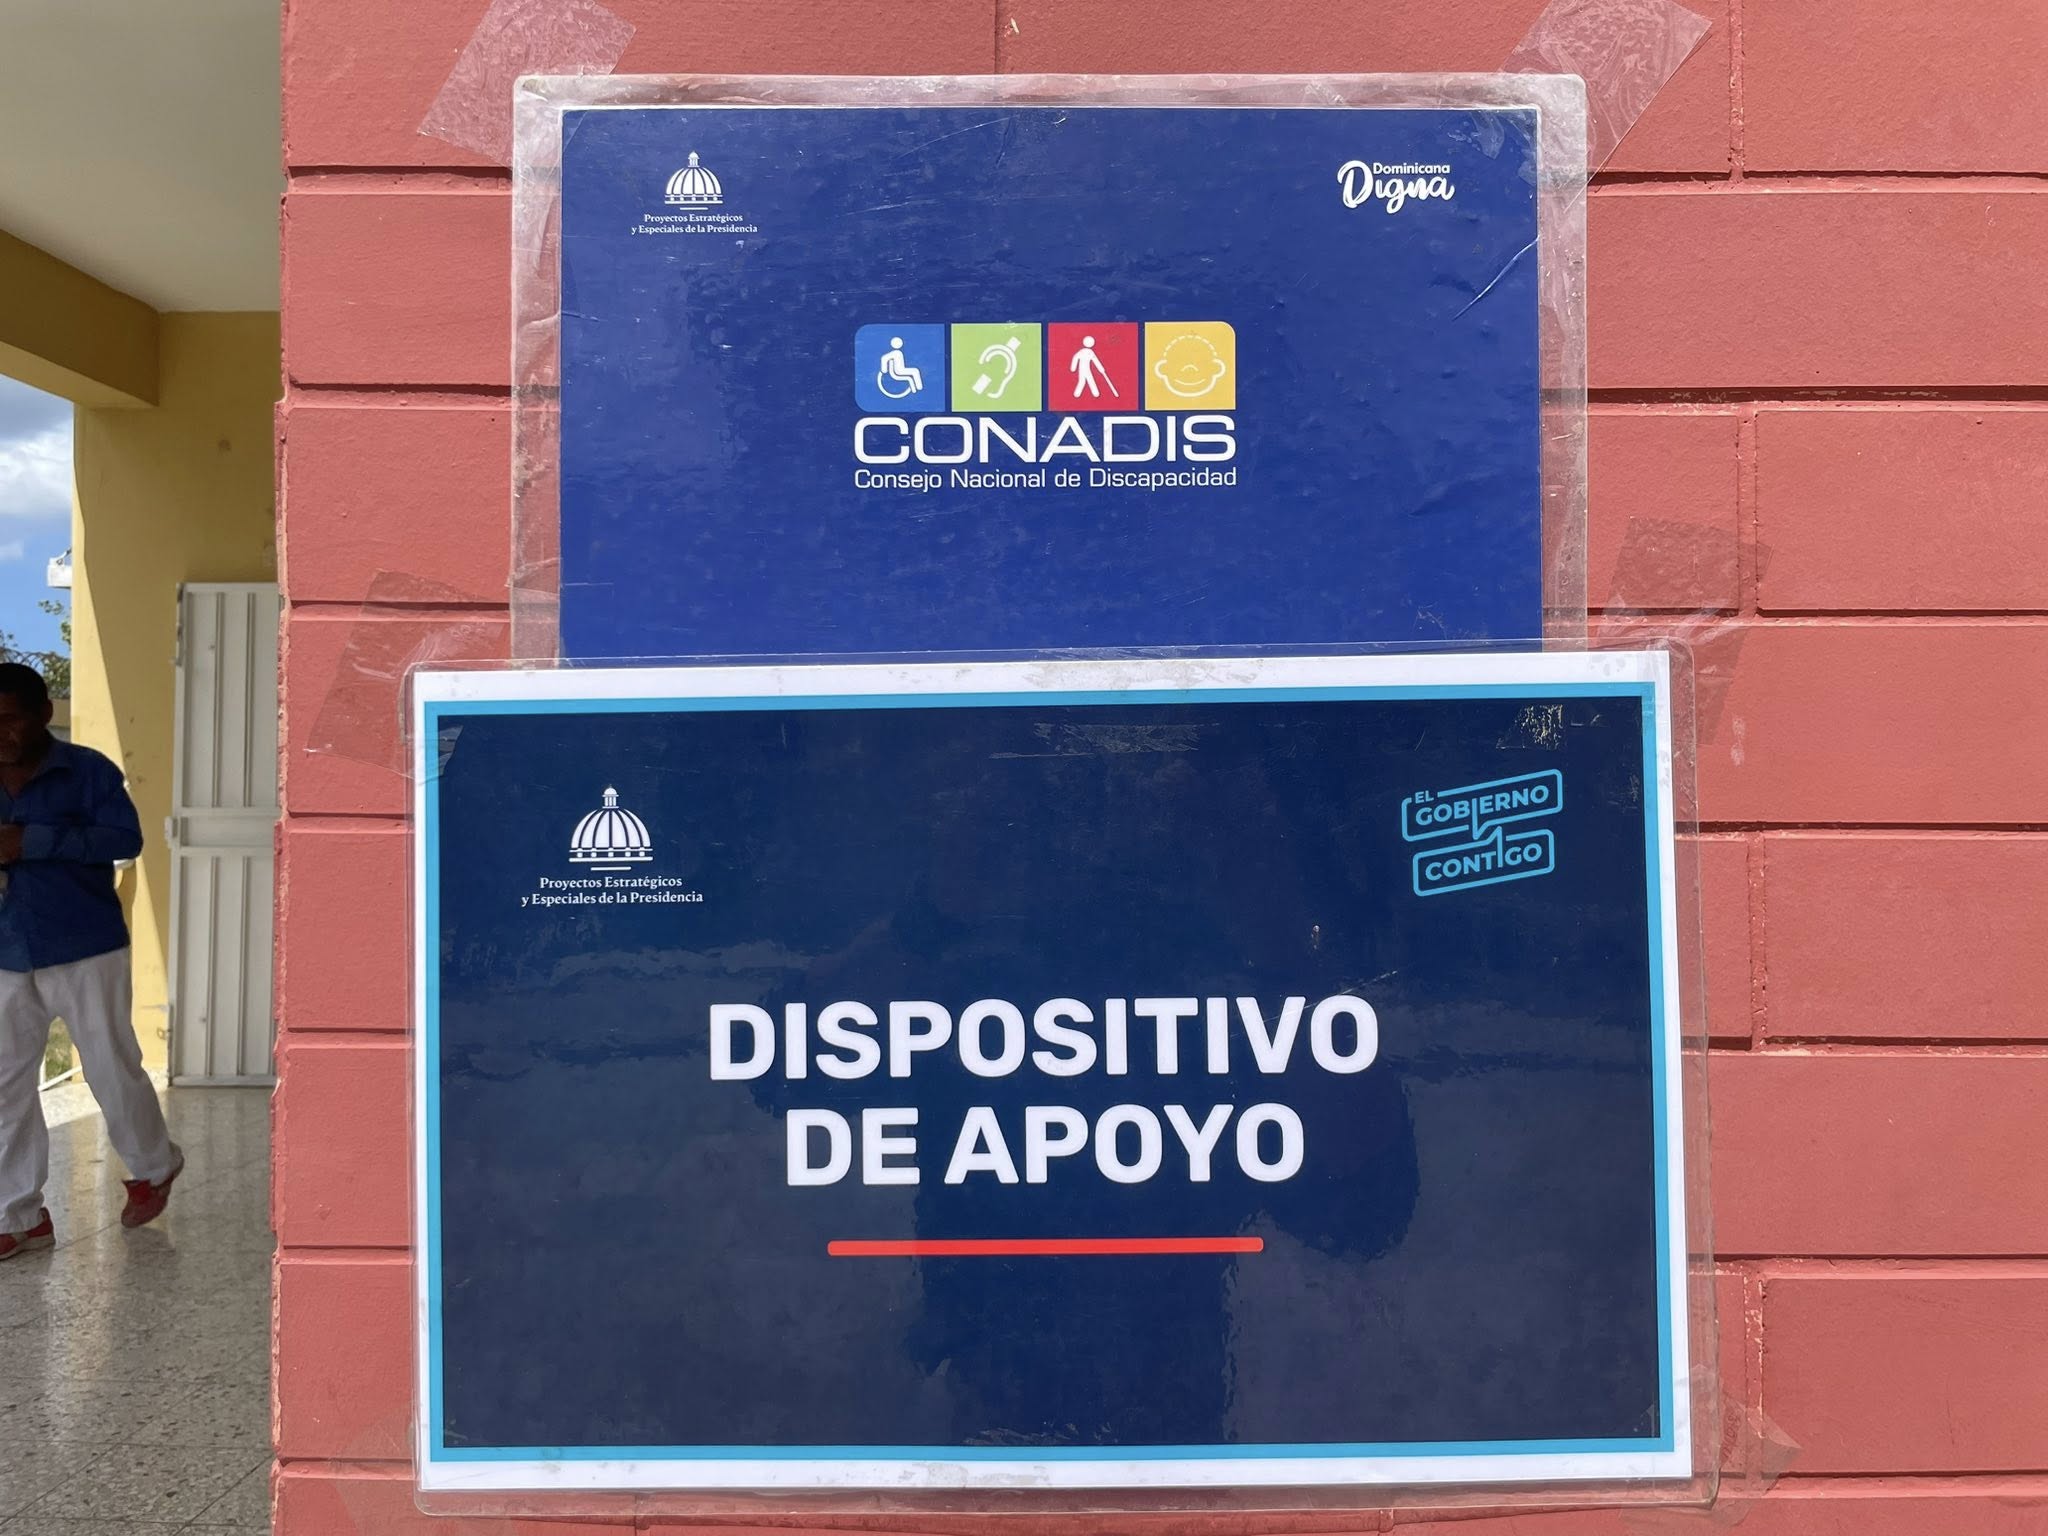 Proyectos Estratégicos
y Especiales de la Presidencia
Dominicana
Digna
CONADIS
Consejo Nacional de Discapacidad
Proyectos Estratégicos
y Especiales de la Presidencia
EL
GOBIERNO
CONTIGO
DISPOSITIVO
DE APOYO